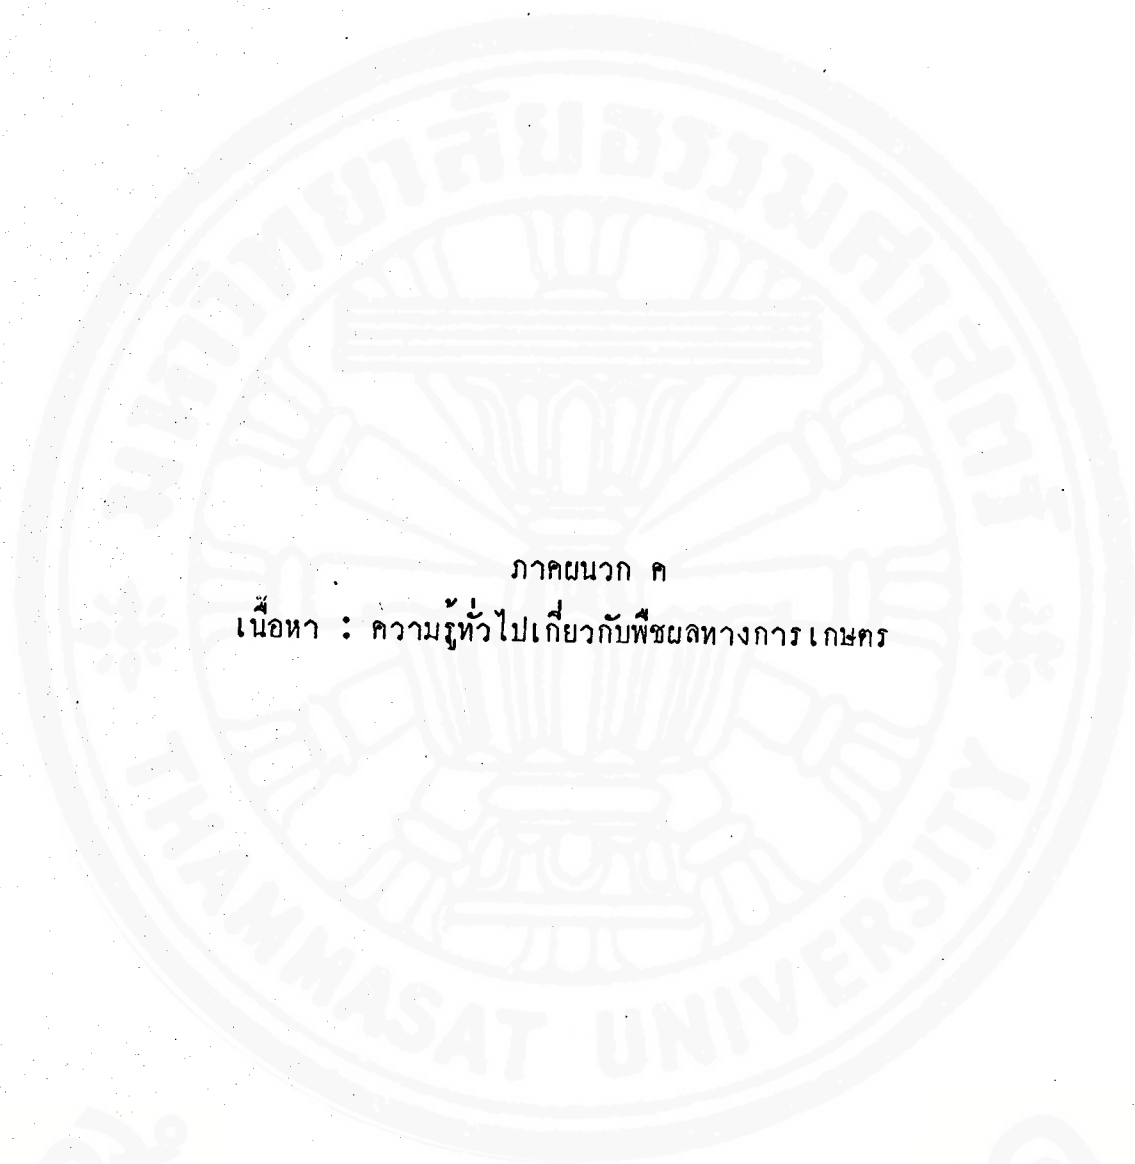 มหาวิทยาลัยธรรมศาสตร์
ภาคผนวก ค
เนื้อหา : ความรู้ทั่วไปเกี่ยวกับพืชผลทางการเกษตร
THAMMASAT UNIVERSITY